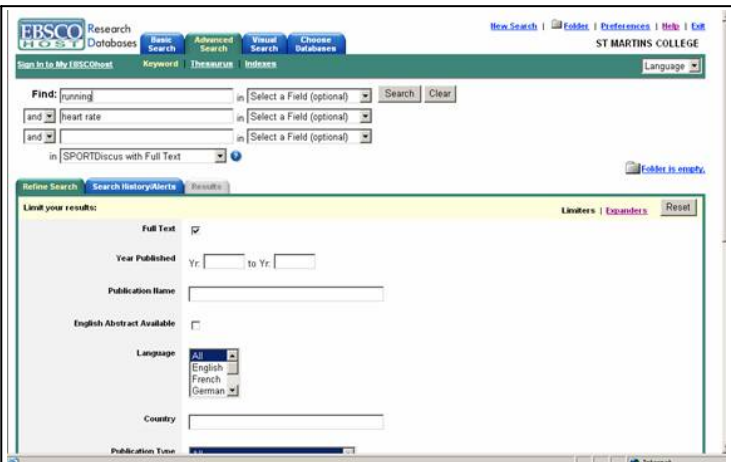 EBSCO HOST Research Databases
Basic Search Advanced Search Visual Search Choose Databases
New Search | Folder | Preferences | Help | Exit
ST MARTINS COLLEGE
Sign In to My EBSCOhost Keyword | Thesaurus | Indexes Language
Find: running in Select a Field (optional) Search Clear
and heart rate in Select a Field (optional)
and in Select a Field (optional)
in SPORTDiscus with Full Text
Folder is empty.
Refine Search Search History/Alerts Results
Limit your results: Limiters | Expanders Reset
Full Text
Year Published Yr: to Yr:
Publication Name
English Abstract Available
Language All
English
French
German
Country
Publication Type All
Internet